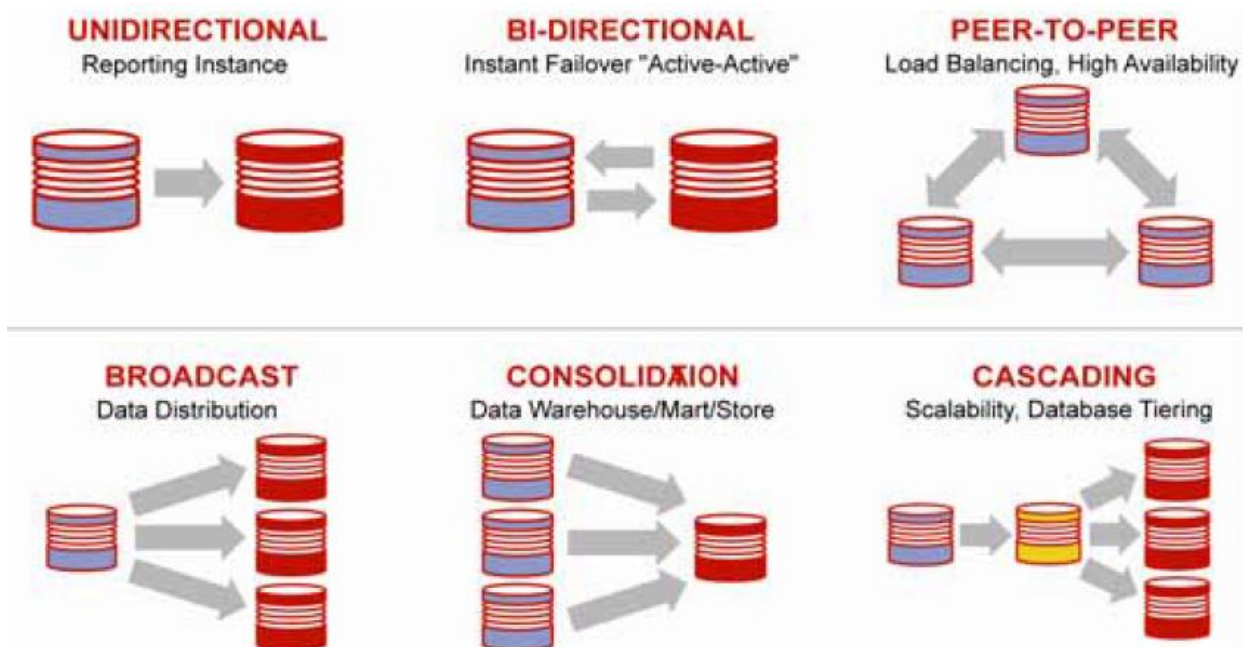 UNIDIRECTIONAL
Reporting Instance
BI-DIRECTIONAL
Instant Failover "Active-Active"
PEER-TO-PEER
Load Balancing, High Availability
BROADCAST
Data Distribution
CONSOLIDATION
Data Warehouse/Mart/Store
CASCADING
Scalability, Database Tiering